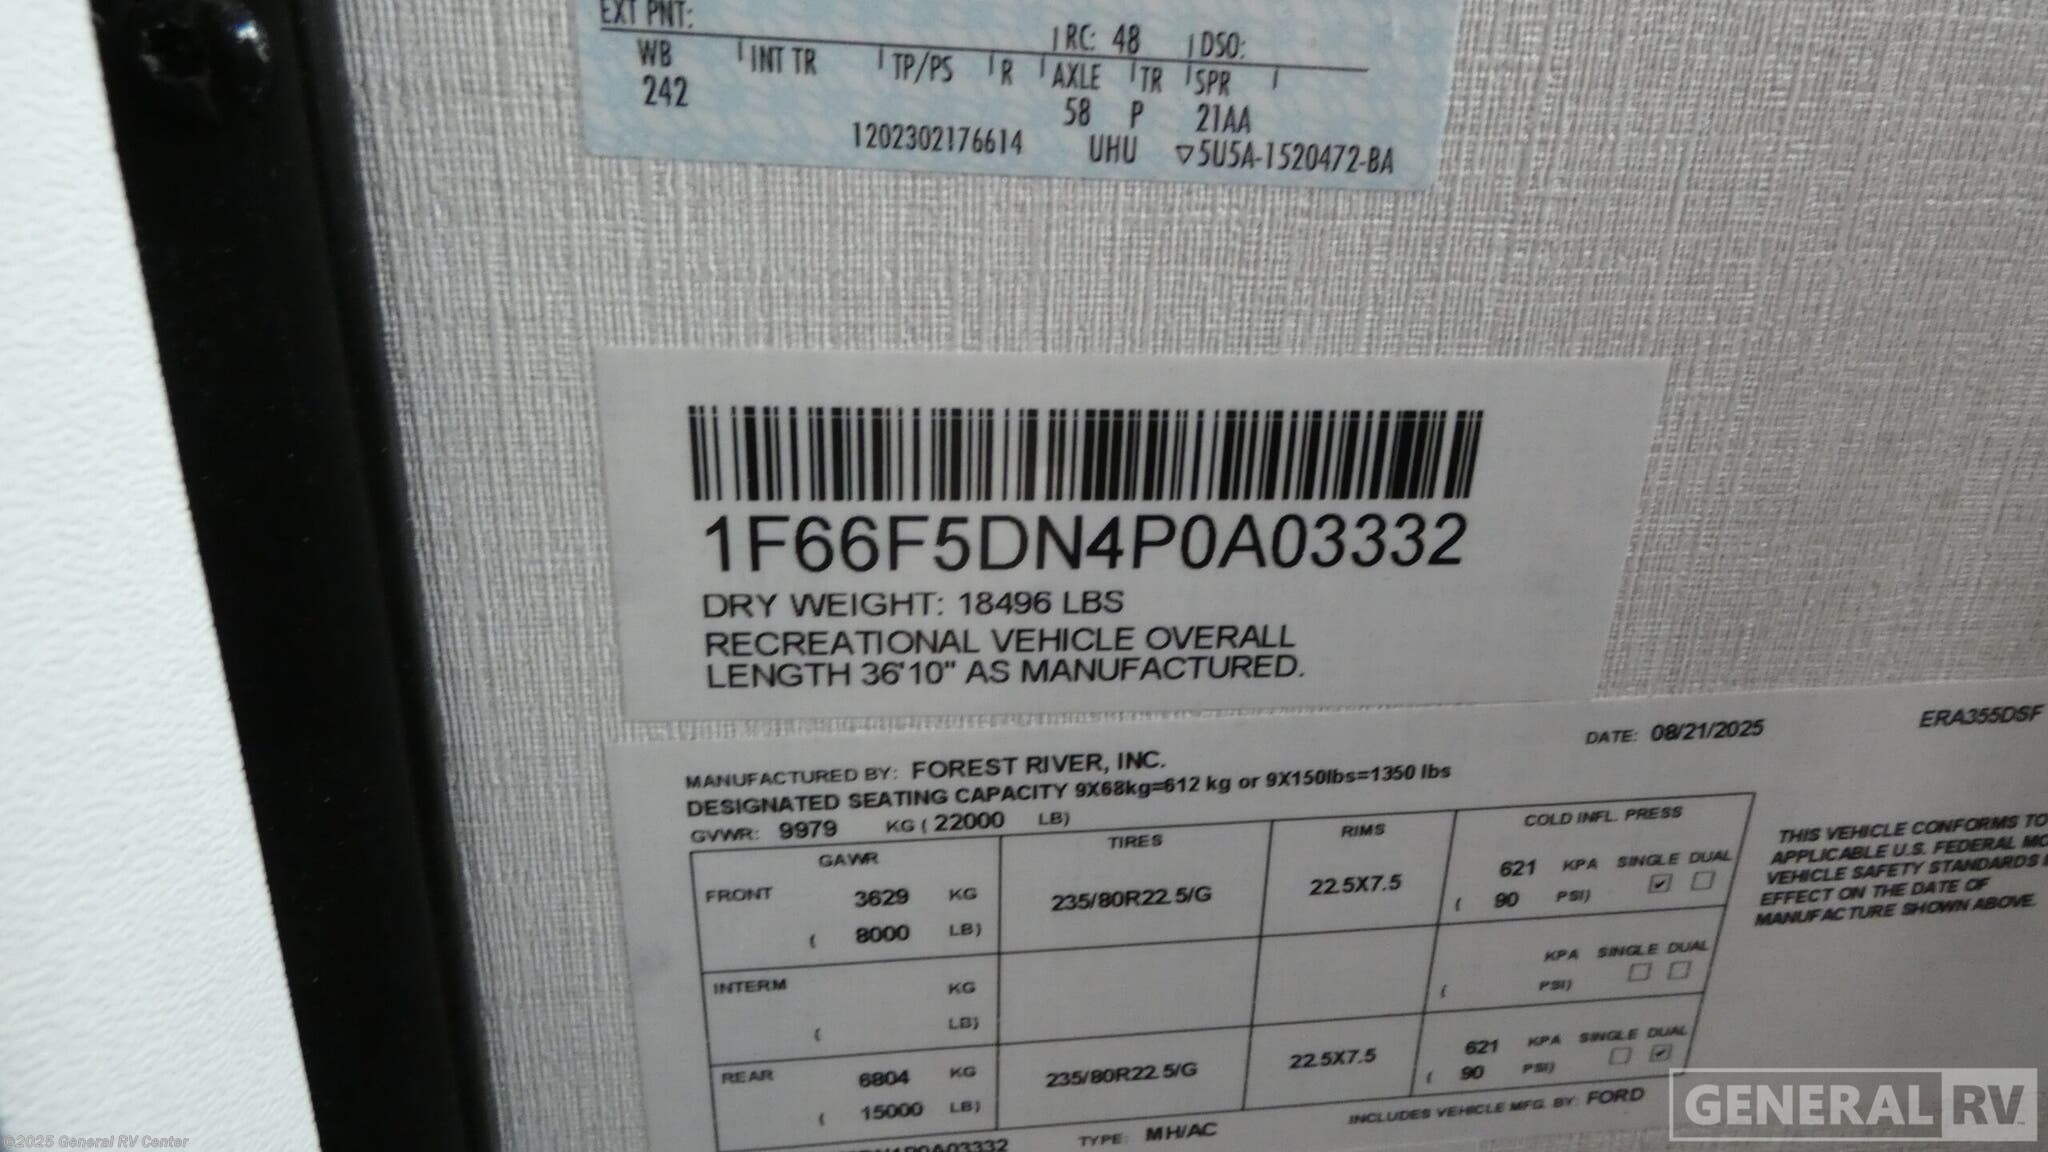 EXT PNT:
RC: 48 DSO:
WB INT TR TP/PS R AXLE TR SPR
242 58 P 21AA
1202302176614 UHU ▽5U5A-1520472-BA
1F66F5DN4P0A03332
DRY WEIGHT: 18496 LBS
RECREATIONAL VEHICLE OVERALL
LENGTH 36'10" AS MANUFACTURED.
DATE: 08/21/2025 ERA355DSF
MANUFACTURED BY: FOREST RIVER, INC.
DESIGNATED SEATING CAPACITY 9X68kg=612 kg or 9X150lbs=1350 lbs
GVWR: 9979 KG ( 22000 LB)
GAWR TIRES RIMS COLD INFL. PRESS
FRONT 3629 KG 235/80R22.5/G 22.5X7.5 621 KPA SINGLE DUAL
( 8000 LB) ( 90 PSI) ☑ ☐
INTERM KG KPA SINGLE DUAL
( LB) ( PSI) ☐ ☐
REAR 6804 KG 235/80R22.5/G 22.5X7.5 621 KPA SINGLE DUAL
( 15000 LB) ( 90 PSI) ☐ ☑
THIS VEHICLE CONFORMS TO
APPLICABLE U.S. FEDERAL
VEHICLE SAFETY STANDARDS
EFFECT ON THE DATE OF
MANUFACTURE SHOWN ABOVE.
INCLUDES VEHICLE MFG. BY: FORD
TYPE: MH/AC
GENERAL RV
©2025 General RV Center